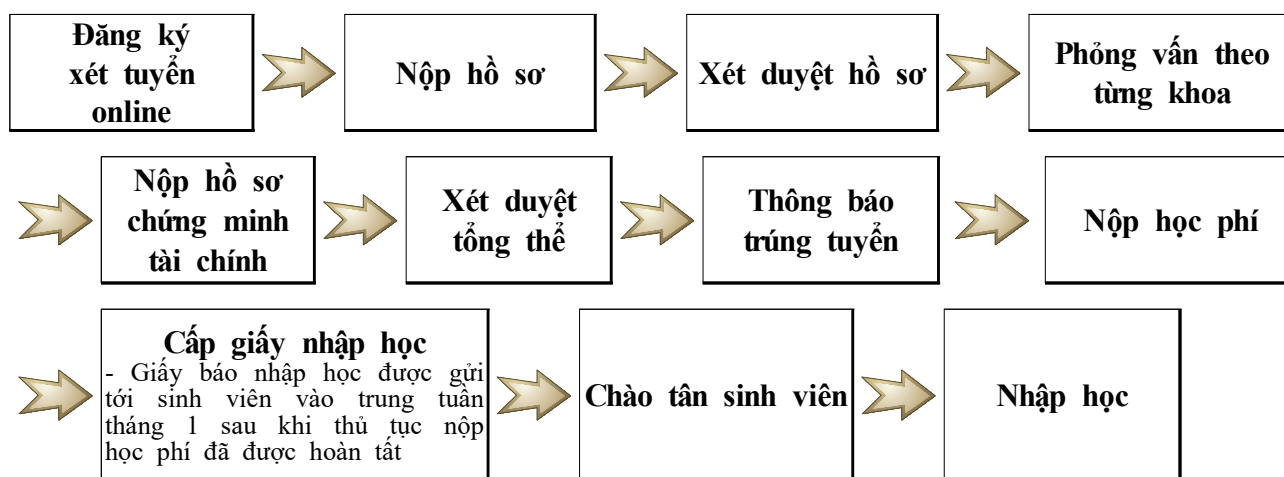 Đăng ký
xét tuyển
online
Nộp hồ sơ
Xét duyệt hồ sơ
Phỏng vấn theo
từng khoa
Nộp hồ sơ
chứng minh
tài chính
Xét duyệt
tổng thể
Thông báo
trúng tuyển
Nộp học phí
Cấp giấy nhập học
- Giấy báo nhập học được gửi
tới sinh viên vào trung tuần
tháng 1 sau khi thủ tục nộp
học phí đã được hoàn tất
Chào tân sinh viên
Nhập học